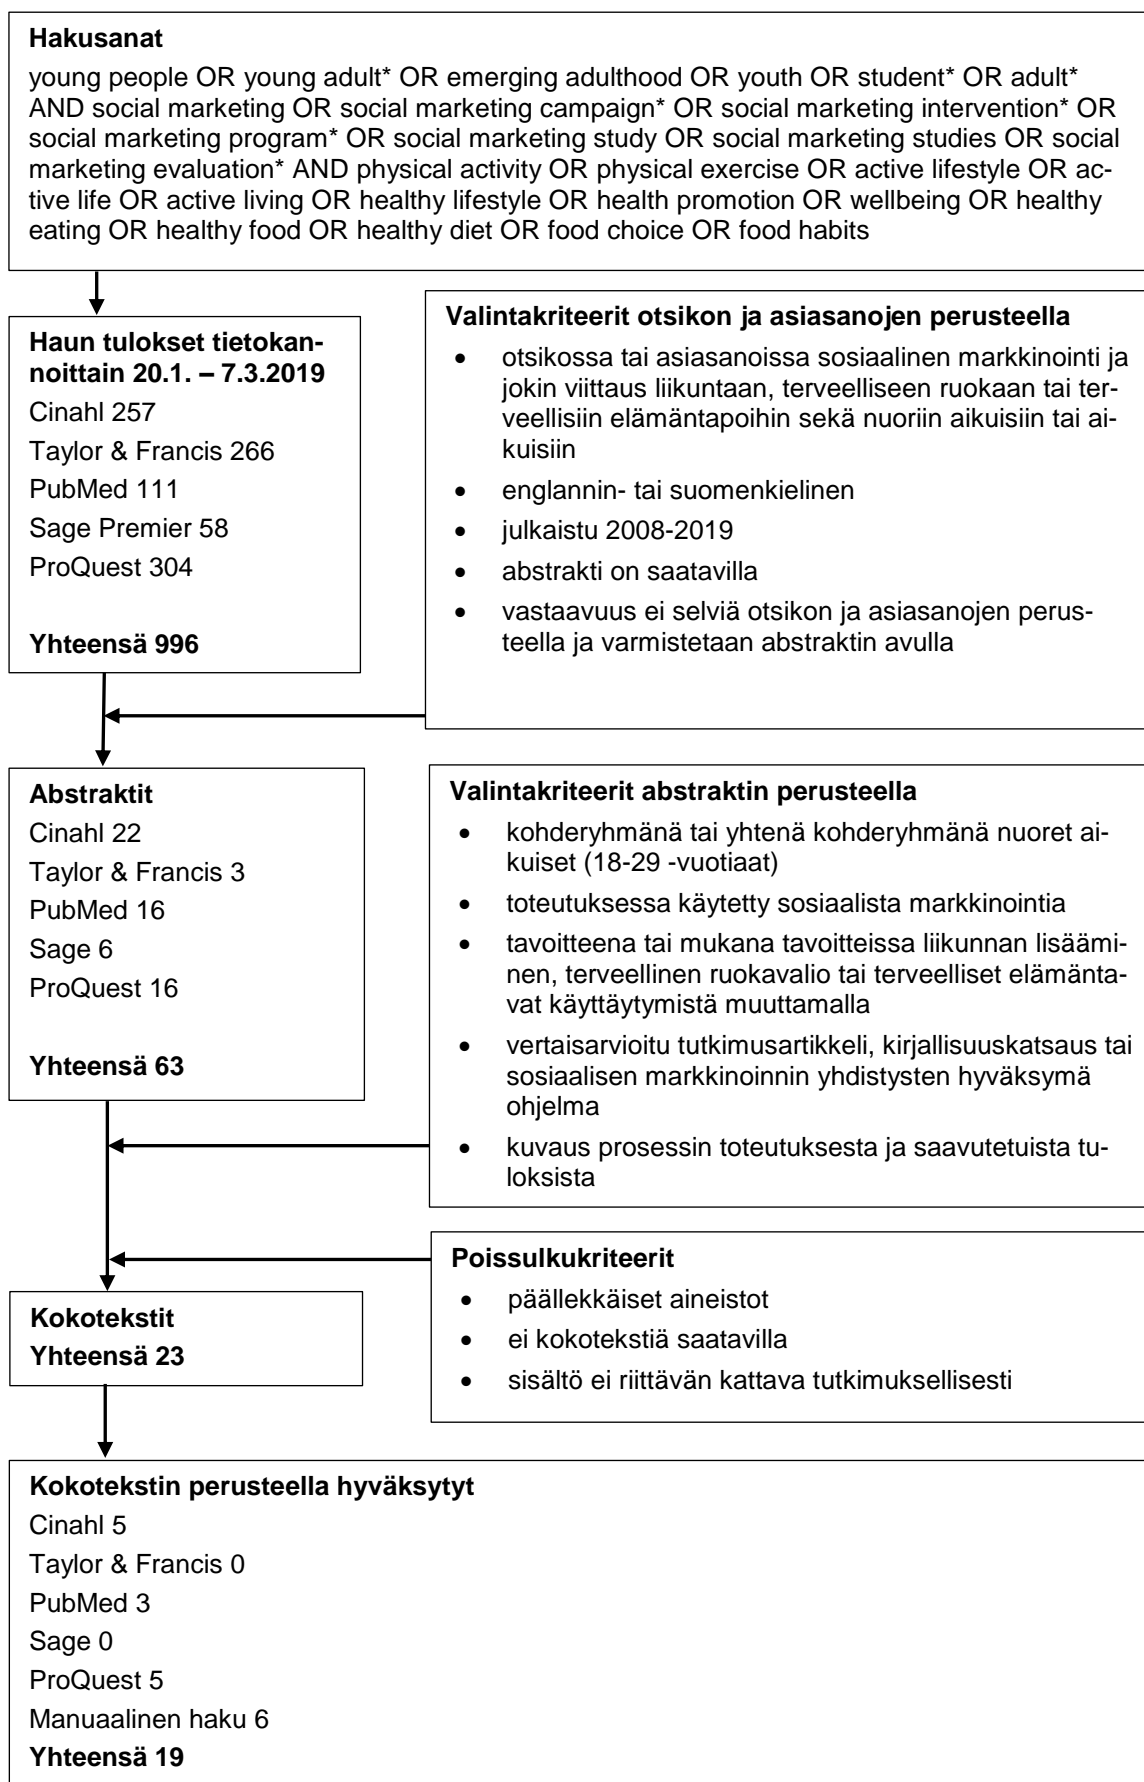 Hakusanat
young people OR young adult* OR emerging adulthood OR youth OR student* OR adult*
AND social marketing OR social marketing campaign* OR social marketing intervention* OR
social marketing program* OR social marketing study OR social marketing studies OR social
marketing evaluation* AND physical activity OR physical exercise OR active lifestyle OR ac-
tive life OR active living OR healthy lifestyle OR health promotion OR wellbeing OR healthy
eating OR healthy food OR healthy diet OR food choice OR food habits
Haun tulokset tietokan-
noittain 20.1. – 7.3.2019
Cinahl 257
Taylor & Francis 266
PubMed 111
Sage Premier 58
ProQuest 304
Yhteensä 996
Valintakriteerit otsikon ja asiasanojen perusteella
• otsikossa tai asiasanoissa sosiaalinen markkinointi ja
jokin viittaus liikuntaan, terveelliseen ruokaan tai ter-
veellisiin elämäntapoihin sekä nuoriin aikuisiin tai ai-
kuisiin
• englannin- tai suomenkielinen
• julkaistu 2008-2019
• abstrakti on saatavilla
• vastaavuus ei selviä otsikon ja asiasanojen perus-
teella ja varmistetaan abstraktin avulla
Abstraktit
Cinahl 22
Taylor & Francis 3
PubMed 16
Sage 6
ProQuest 16
Yhteensä 63
Valintakriteerit abstraktin perusteella
• kohderyhmänä tai yhtenä kohderyhmänä nuoret ai-
kuiset (18-29 -vuotiaat)
• toteutuksessa käytetty sosiaalista markkinointia
• tavoitteena tai mukana tavoitteissa liikunnan lisäämi-
nen, terveellinen ruokavalio tai terveelliset elämänta-
vat käyttäytymistä muuttamalla
• vertaisarvioitu tutkimusartikkeli, kirjallisuuskatsaus tai
sosiaalisen markkinoinnin yhdistysten hyväksymä
ohjelma
• kuvaus prosessin toteutuksesta ja saavutetuista tu-
loksista
Poissulkukriteerit
• päällekkäiset aineistot
• ei kokotekstiä saatavilla
• sisältö ei riittävän kattava tutkimuksellisesti
Kokotekstit
Yhteensä 23
Kokotekstin perusteella hyväksytyt
Cinahl 5
Taylor & Francis 0
PubMed 3
Sage 0
ProQuest 5
Manuaalinen haku 6
Yhteensä 19